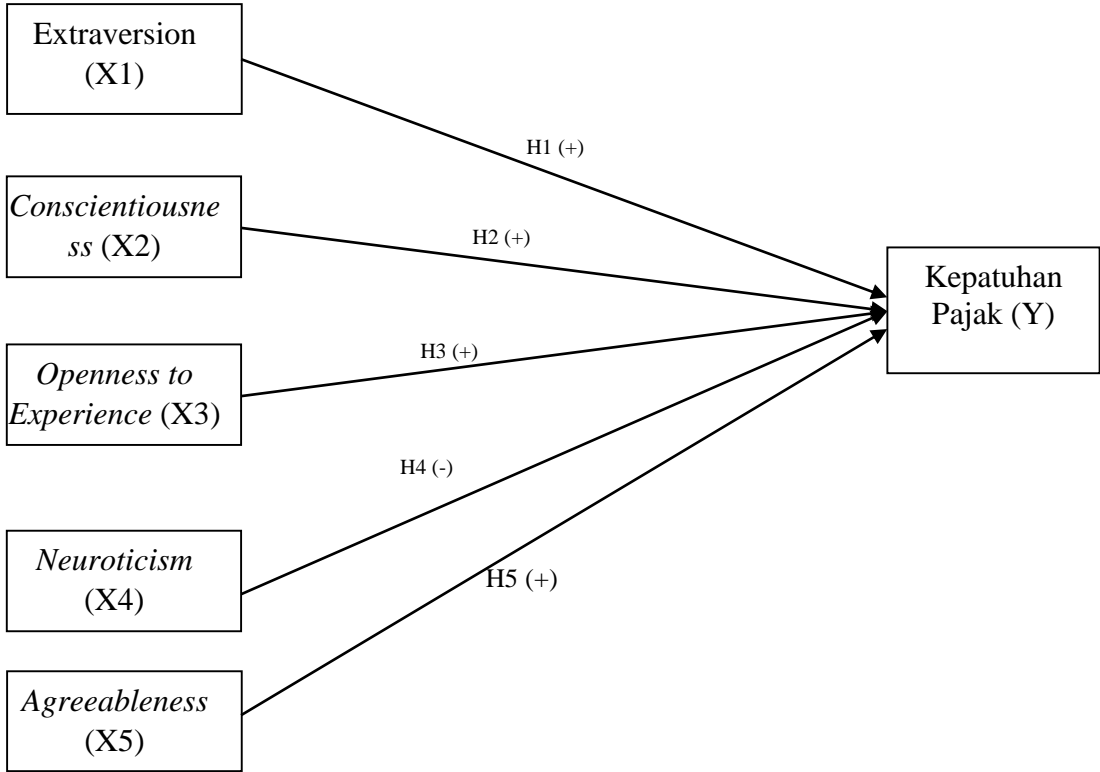 Extraversion
(X1)
H1 (+)
Conscientiousne
ss (X2)
H2 (+)
Kepatuhan
Pajak (Y)
Openness to
Experience (X3)
H3 (+)
H4 (-)
Neuroticism
(X4)
H5 (+)
Agreeableness
(X5)